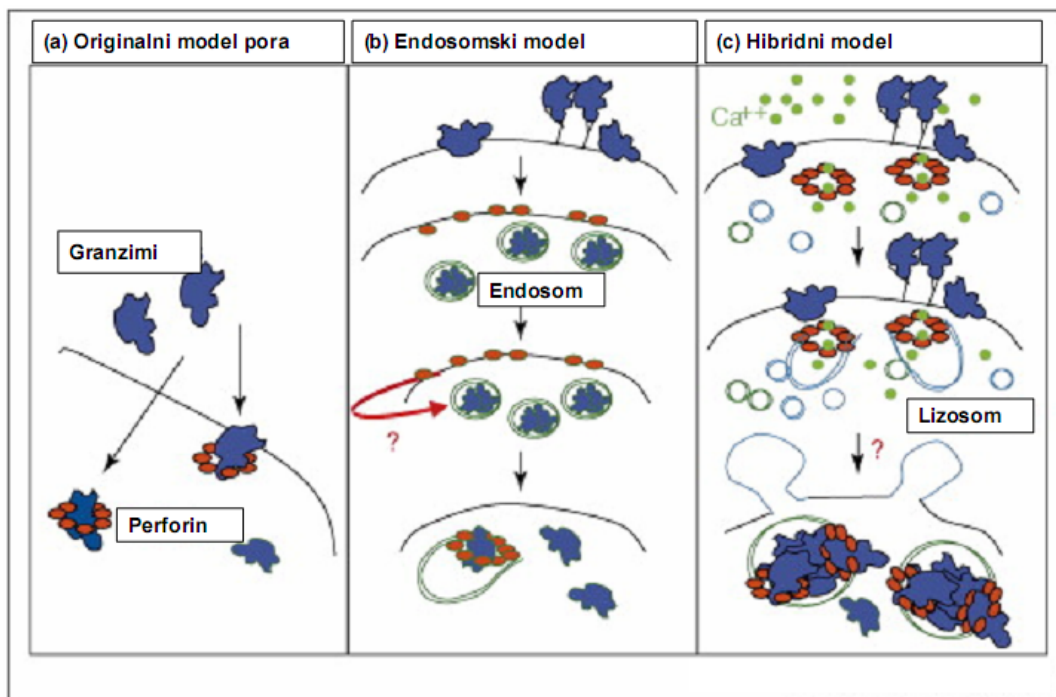 (a) Originalni model pora
(b) Endosomski model
(c) Hibridni model
Granzimi
Perforin
Endosom
?
Ca++
Lizosom
?